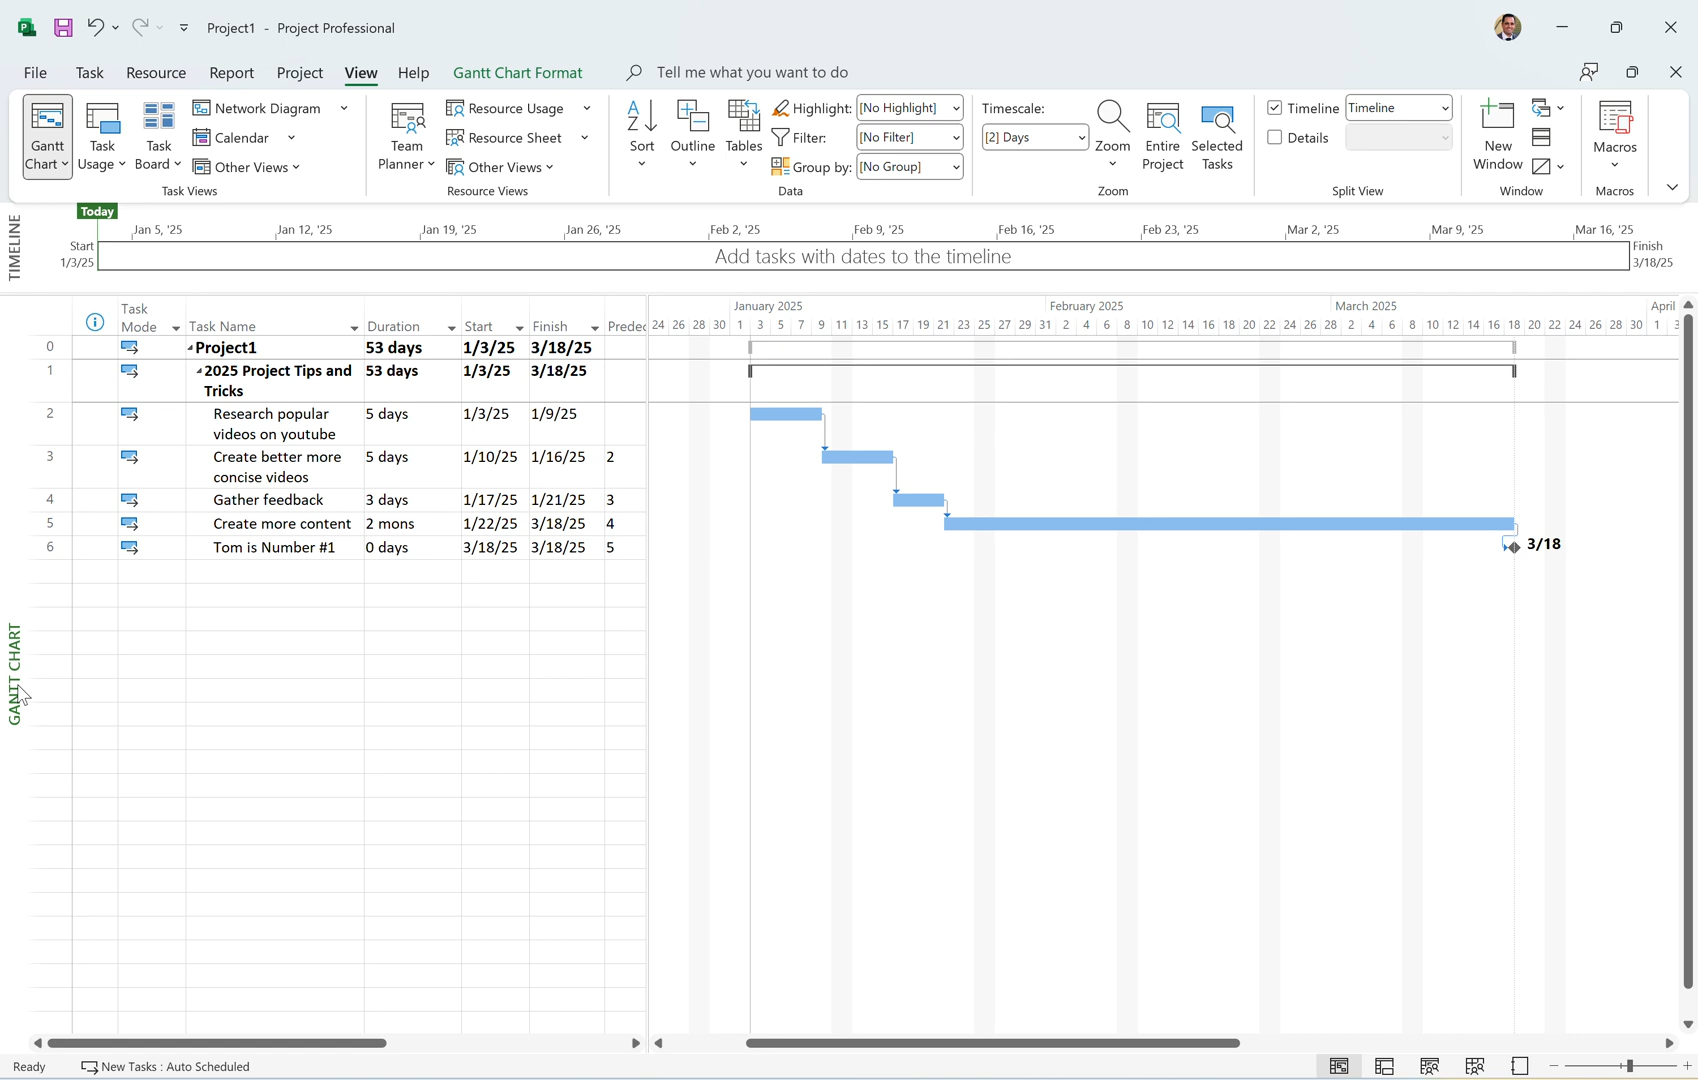 Project1 - Project Professional
File Task Resource Report Project View Help Gantt Chart Format Tell me what you want to do
Gantt Chart
Task Usage
Task Board
Network Diagram
Calendar
Other Views
Task Views
Team Planner
Resource Usage
Resource Sheet
Other Views
Resource Views
Sort
Outline
Tables
Highlight: [No Highlight]
Filter: [No Filter]
Group by: [No Group]
Data
Timescale:
[2] Days
Zoom
Entire Project
Selected Tasks
Zoom
Timeline Timeline
Details
Split View
New Window
Window
Macros
Macros
TIMELINE
Today
Jan 5, '25 Jan 12, '25 Jan 19, '25 Jan 26, '25 Feb 2, '25 Feb 9, '25 Feb 16, '25 Feb 23, '25 Mar 2, '25 Mar 9, '25 Mar 16, '25
Start
1/3/25
Add tasks with dates to the timeline
Finish
3/18/25
Task Mode Task Name Duration Start Finish Predec
January 2025 February 2025 March 2025 April
24 26 28 30 1 3 5 7 9 11 13 15 17 19 21 23 25 27 29 31 2 4 6 8 10 12 14 16 18 20 22 24 26 28 2 4 6 8 10 12 14 16 18 20 22 24 26 28 30 1 3
0 Project1 53 days 1/3/25 3/18/25
1 2025 Project Tips and 53 days 1/3/25 3/18/25
Tricks
2 Research popular 5 days 1/3/25 1/9/25
videos on youtube
3 Create better more 5 days 1/10/25 1/16/25 2
concise videos
4 Gather feedback 3 days 1/17/25 1/21/25 3
5 Create more content 2 mons 1/22/25 3/18/25 4
6 Tom is Number #1 0 days 3/18/25 3/18/25 5
3/18
GANTT CHART
Ready New Tasks : Auto Scheduled